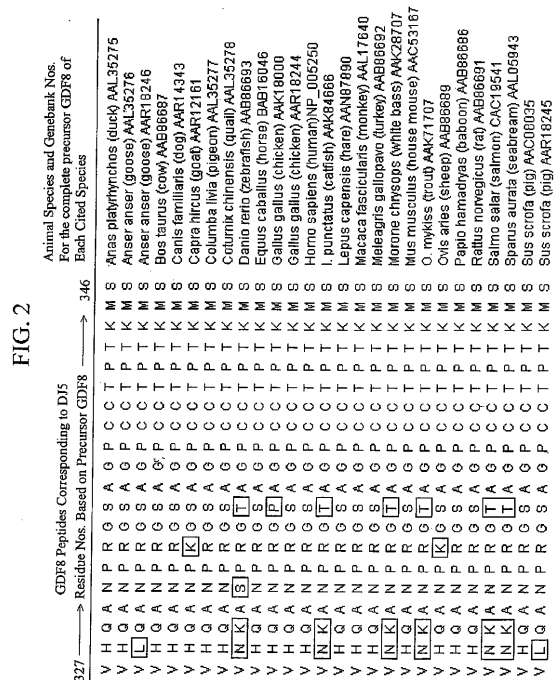 FIG. 2
GDF8 Peptides Corresponding to DJ5
327 → Residue Nos. Based on Precursor GDF8 → 346
Animal Species and Genebank Nos.
For the complete precursor GDF8 of
Each Cited Species
V H Q A N P R G S A G P C C T P T K M S Anas platyrhynchos (duck) AAL35275
V H Q A N P R G S A G P C C T P T K M S Anser anser (goose) AAL35276
V L Q A N P R G S A G P C C T P T K M S Anser anser (goose) AAR18246
V H Q A N P R G S A G P C C T P T K M S Bos taurus (cow) AAB86687
V H Q A N P R G S A G P C C T P T K M S Canis familiaris (dog) AAR14343
V H Q A N P K G S A G P C C T P T K M S Capra hircus (goat) AAR12161
V H Q A N P R G S A G P C C T P T K M S Columba livia (pigeon) AAL35277
V H Q A N P R G S A G P C C T P T K M S Coturnix chinensis (quail) AAL35278
V N K A S P R G T A G P C C T P T K M S Danio rerio (zebrafish) AAB86693
V H Q A N P R G S A G P C C T P T K M S Equus caballus (horse) BAB16046
V H Q A N P R G P A G P C C T P T K M S Gallus gallus (chicken) AAK18000
V H Q A N P R G S A G P C C T P T K M S Gallus gallus (chicken) AAR18244
V H Q A N P R G S A G P C C T P T K M S Homo sapiens (human) NP_005250
V N K A N P R G T A G P C C T P T K M S I. punctatus (catfish) AAK84666
V H Q A N P R G S A G P C C T P T K M S Lepus capensis (hare) AAN87890
V H Q A N P R G S A G P C C T P T K M S Macaca fascicularis (monkey) AAL17640
V H Q A N P R G S A G P C C T P T K M S Meleagris gallopavo (turkey) AAB86692
V N K A N P R G T A G P C C T P T K M S Morone chrysops (white bass) AAK28707
V H Q A N P R G S A G P C C T P T K M S Mus musculus (house mouse) AAC53167
V N K A N P R G T A G P C C T P T K M S O. mykiss (trout) AAK71707
V H Q A N P K G S A G P C C T P T K M S Ovis aries (sheep) AAB86689
V H Q A N P R G S A G P C C T P T K M S Papio hamadryas (baboon) AAB86686
V H Q A N P R G S A G P C C T P T K M S Rattus norvegicus (rat) AAB86691
V N K A N P R G T A G P C C T P T K M S Salmo salar (salmon) CAC19541
V N K A N P R G T A G P C C T P T K M S Sparus aurata (seabream) AAL05943
V H Q A N P R G S A G P C C T P T K M S Sus scrofa (pig) AAC08035
V L Q A N P R G S A G P C C T P T K M S Sus scrofa (pig) AAR18245